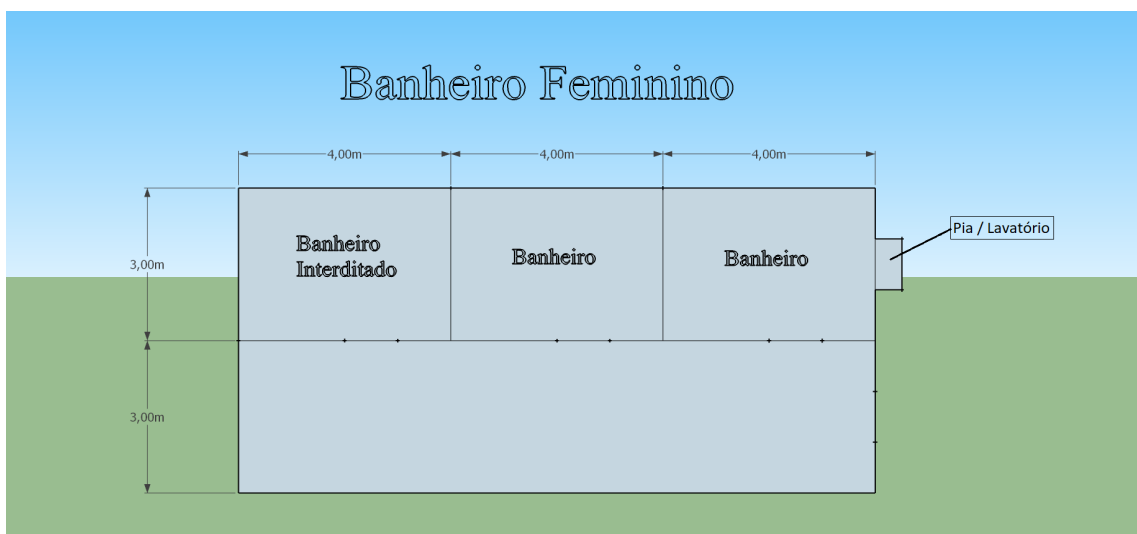 Banheiro Feminino
4,00m
4,00m
4,00m
3,00m
Banheiro
Interditado
Banheiro
Banheiro
Pia / Lavatório
3,00m